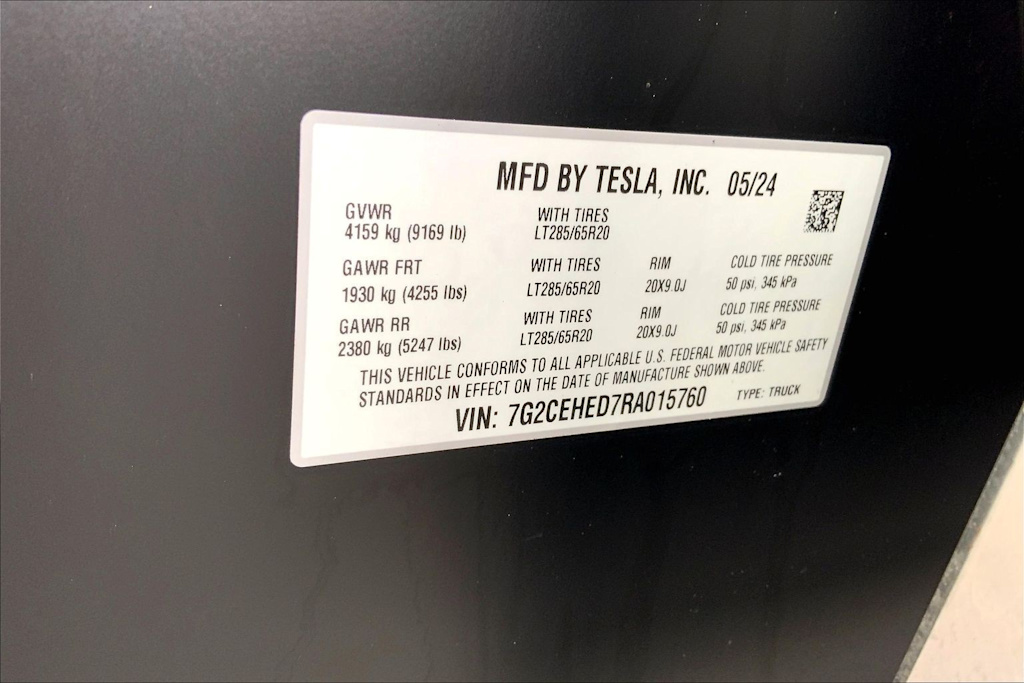 MFD BY TESLA, INC. 05/24
GVWR WITH TIRES
4159 kg (9169 lb) LT285/65R20
GAWR FRT WITH TIRES RIM COLD TIRE PRESSURE
1930 kg (4255 lbs) LT285/65R20 20X9.0J 50 psi, 345 kPa
GAWR RR WITH TIRES RIM COLD TIRE PRESSURE
2380 kg (5247 lbs) LT285/65R20 20X9.0J 50 psi, 345 kPa
THIS VEHICLE CONFORMS TO ALL APPLICABLE U.S. FEDERAL MOTOR VEHICLE SAFETY
STANDARDS IN EFFECT ON THE DATE OF MANUFACTURE SHOWN ABOVE.
VIN: 7G2CEHED7RA015760 TYPE: TRUCK